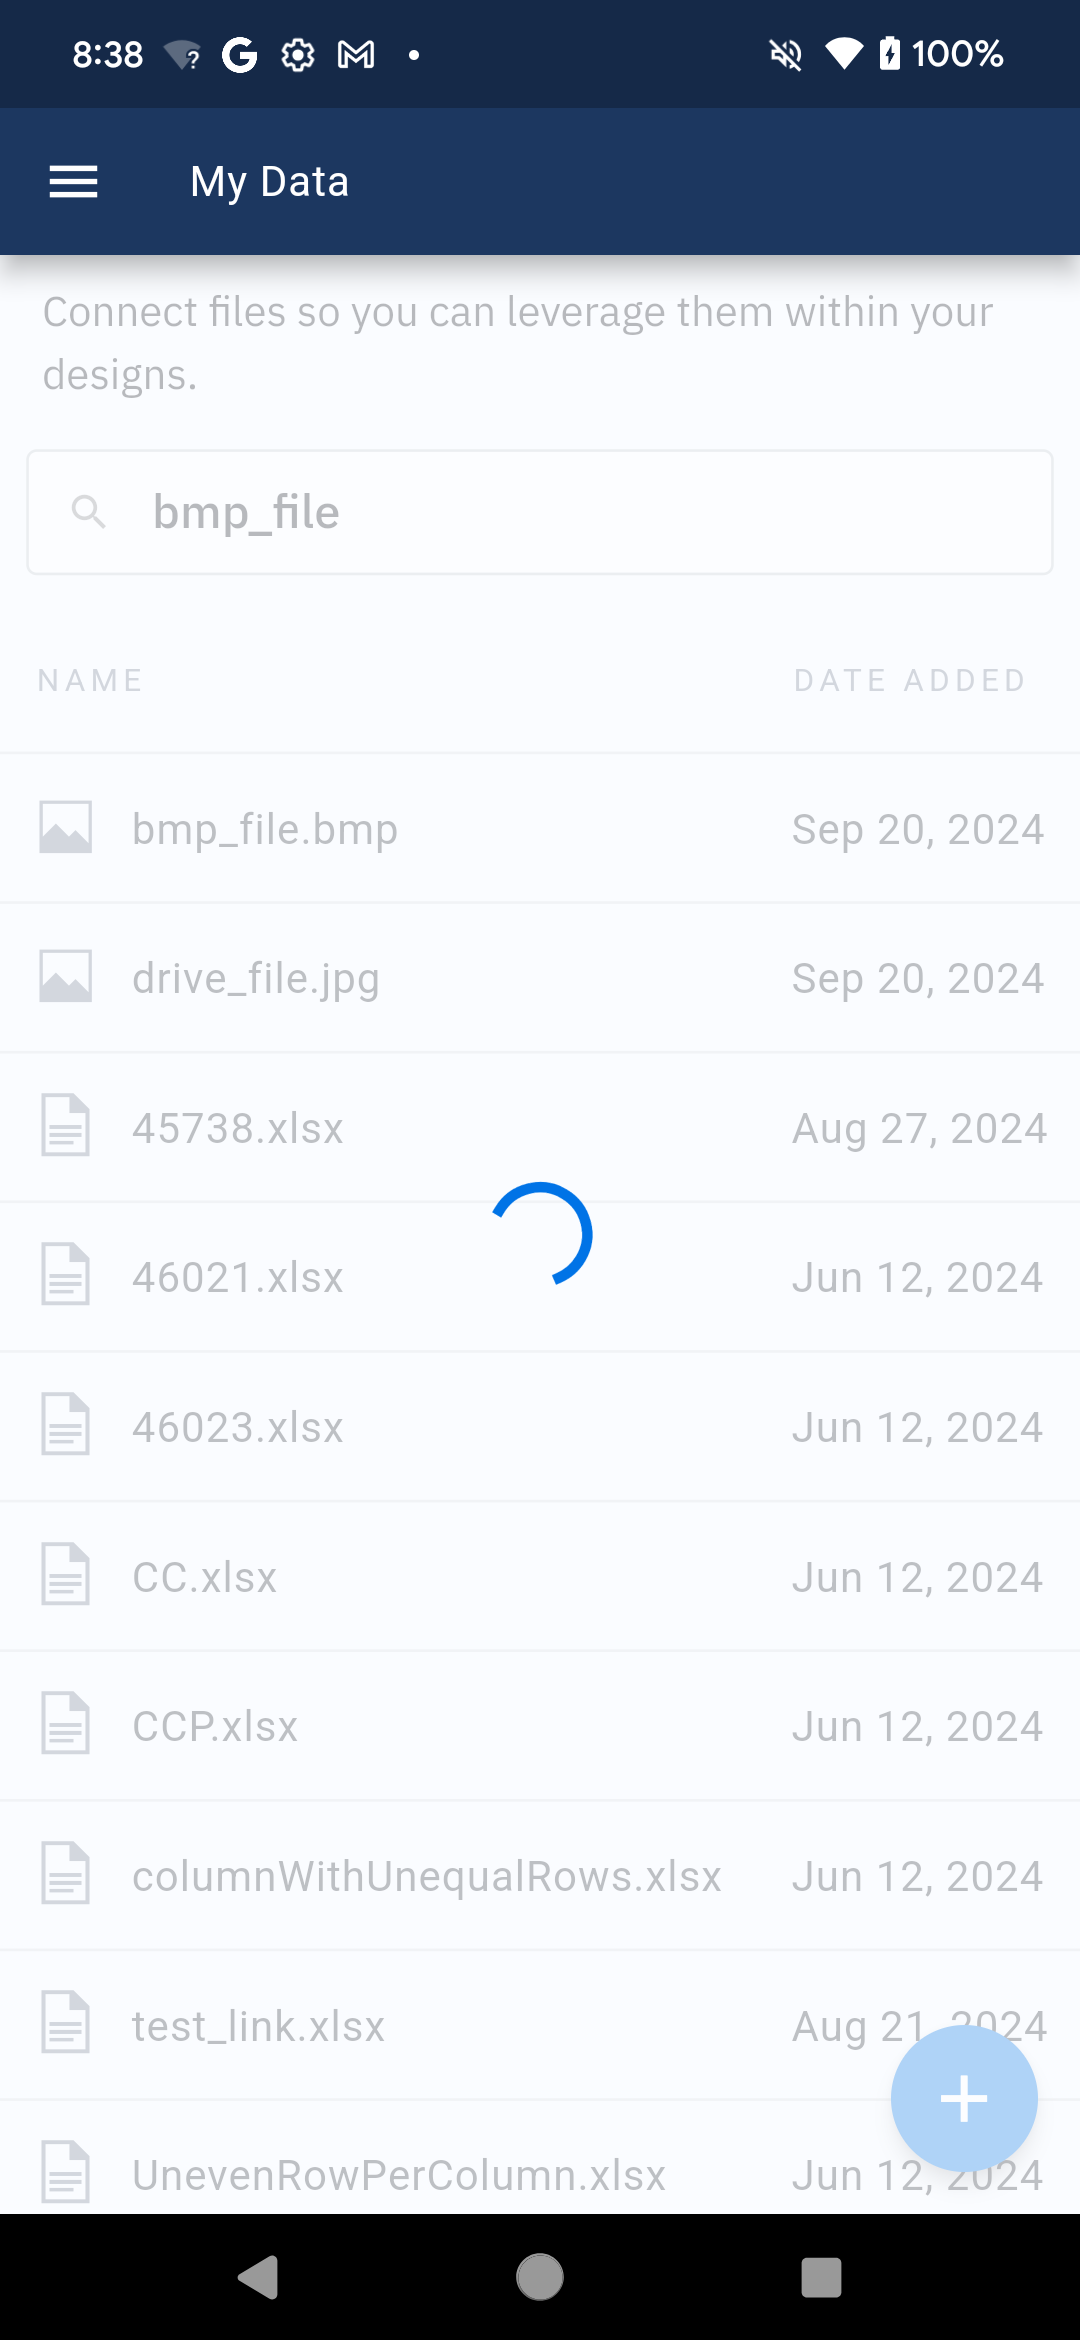 8:38
100%
My Data
Connect files so you can leverage them within your
designs.
bmp_file
NAME DATE ADDED
bmp_file.bmp Sep 20, 2024
drive_file.jpg Sep 20, 2024
45738.xlsx Aug 27, 2024
46021.xlsx Jun 12, 2024
46023.xlsx Jun 12, 2024
CC.xlsx Jun 12, 2024
CCP.xlsx Jun 12, 2024
columnWithUnequalRows.xlsx Jun 12, 2024
test_link.xlsx Aug 21, 2024
UnevenRowPerColumn.xlsx Jun 12, 2024